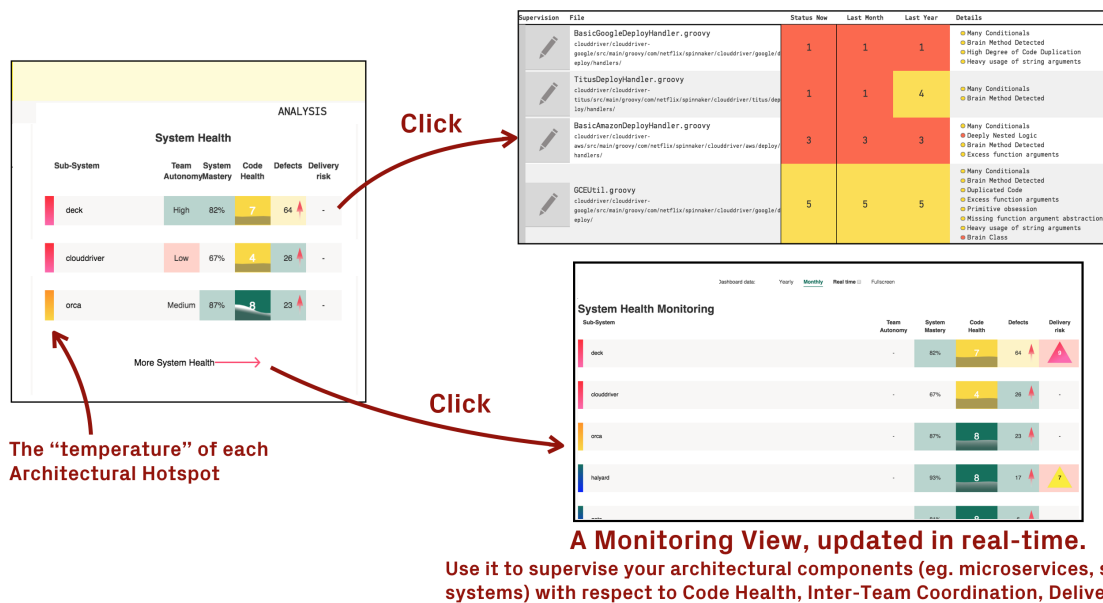 ANALYSIS
System Health
Sub-System Team Autonomy System Mastery Code Health Defects Delivery risk
deck High 82% 7 64 -
clouddriver Low 67% 4 26 -
orca Medium 87% 8 23 -
More System Health
The “temperature” of each
Architectural Hotspot
Click
Click
Supervision File Status Now Last Month Last Year Details
BasicGoogleDeployHandler.groovy
clouddriver/clouddriver-
google/src/main/groovy/com/netflix/spinnaker/clouddriver/google/d
eploy/handlers/
1 1 1
Many Conditionals
Brain Method Detected
High Degree of Code Duplication
Heavy usage of string arguments
TitusDeployHandler.groovy
clouddriver/clouddriver-
titus/src/main/groovy/com/netflix/spinnaker/clouddriver/titus/dep
loy/handlers/
1 1 4
Many Conditionals
Brain Method Detected
BasicAmazonDeployHandler.groovy
clouddriver/clouddriver-
aws/src/main/groovy/com/netflix/spinnaker/clouddriver/aws/deploy/
handlers/
3 3 3
Many Conditionals
Deeply Nested Logic
Brain Method Detected
Excess function arguments
GCEUtil.groovy
clouddriver/clouddriver-
google/src/main/groovy/com/netflix/spinnaker/clouddriver/google/d
eploy/
5 5 5
Many Conditionals
Brain Method Detected
Duplicated Code
Excess function arguments
Primitive obsession
Missing function argument abstraction
Heavy usage of string arguments
Brain Class
Dashboard date: Yearly Monthly Real time Fullscreen
System Health Monitoring
Sub-System Team Autonomy System Mastery Code Health Defects Delivery risk
deck - 82% 7 64 9
clouddriver - 67% 4 26 -
orca - 87% 8 23 -
halyard - 93% 8 17 7
A Monitoring View, updated in real-time.
Use it to supervise your architectural components (eg. microservices, s
systems) with respect to Code Health, Inter-Team Coordination, Delive